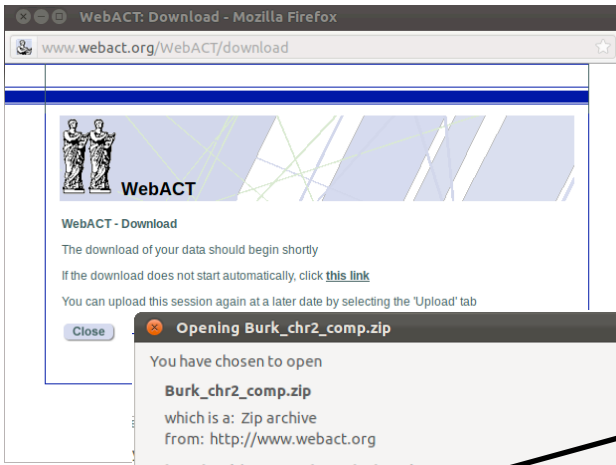 WebACT: Download - Mozilla Firefox
www.webact.org/WebACT/download
WebACT
WebACT - Download
The download of your data should begin shortly
If the download does not start automatically, click this link
You can upload this session again at a later date by selecting the 'Upload' tab
Close
Opening Burk_chr2_comp.zip
You have chosen to open
Burk_chr2_comp.zip
which is a: Zip archive
from: http://www.webact.org